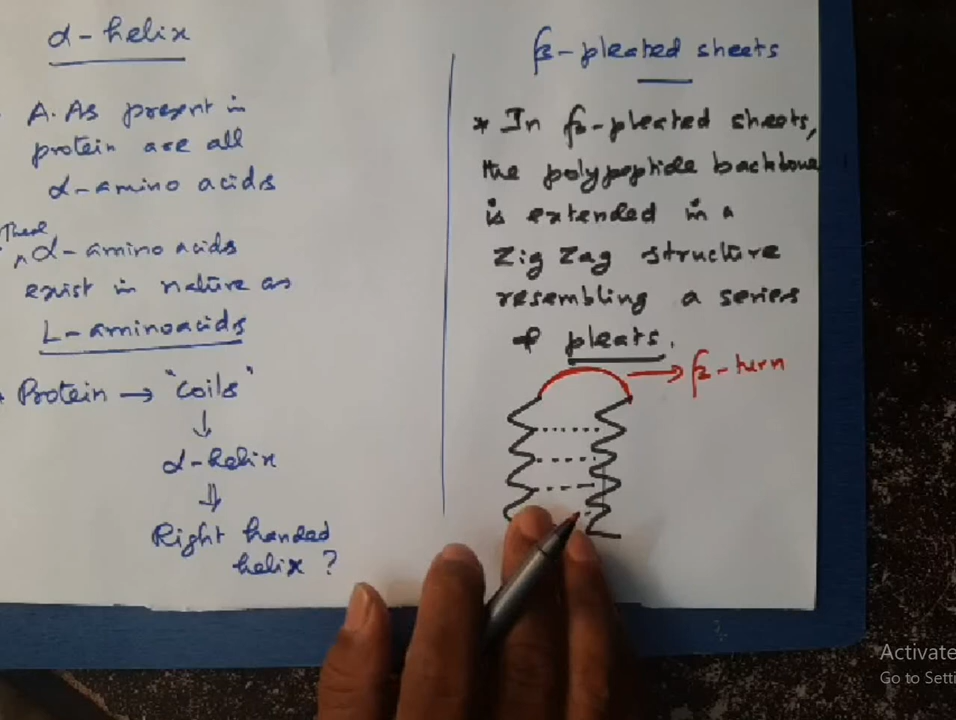 α-helix
A.As present in
protein are all
α-amino acids
These
α-amino acids
exist in nature as
L-aminoacids
Protein → "coils"
↓
α-helix
⇓
Right handed
helix ?
β-pleated sheets
* In β-pleated sheets,
the polypeptide backbone
is extended in a
Zig Zag structure
resembling a series
of pleats.
→ β-turn
Activate
Go to Setti